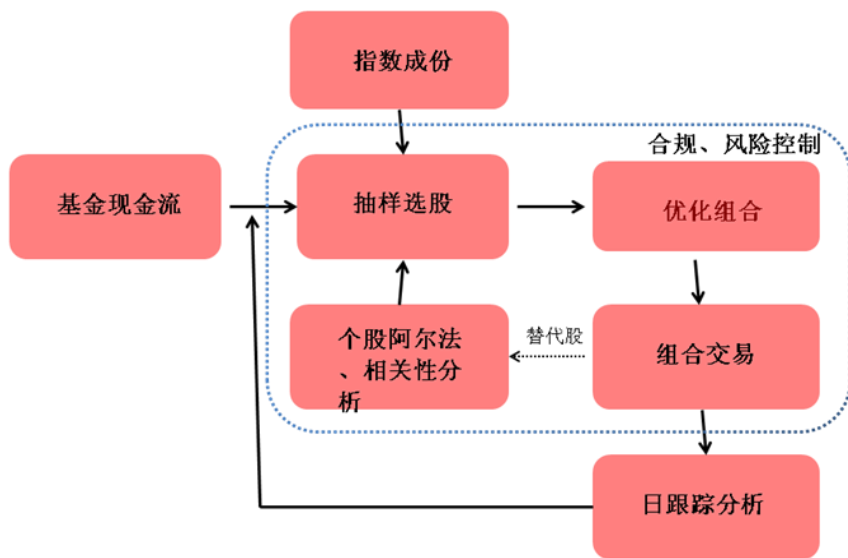 指数成份
合规、风险控制
基金现金流
抽样选股
优化组合
个股阿尔法
、相关性分
析
替代股
组合交易
日跟踪分析